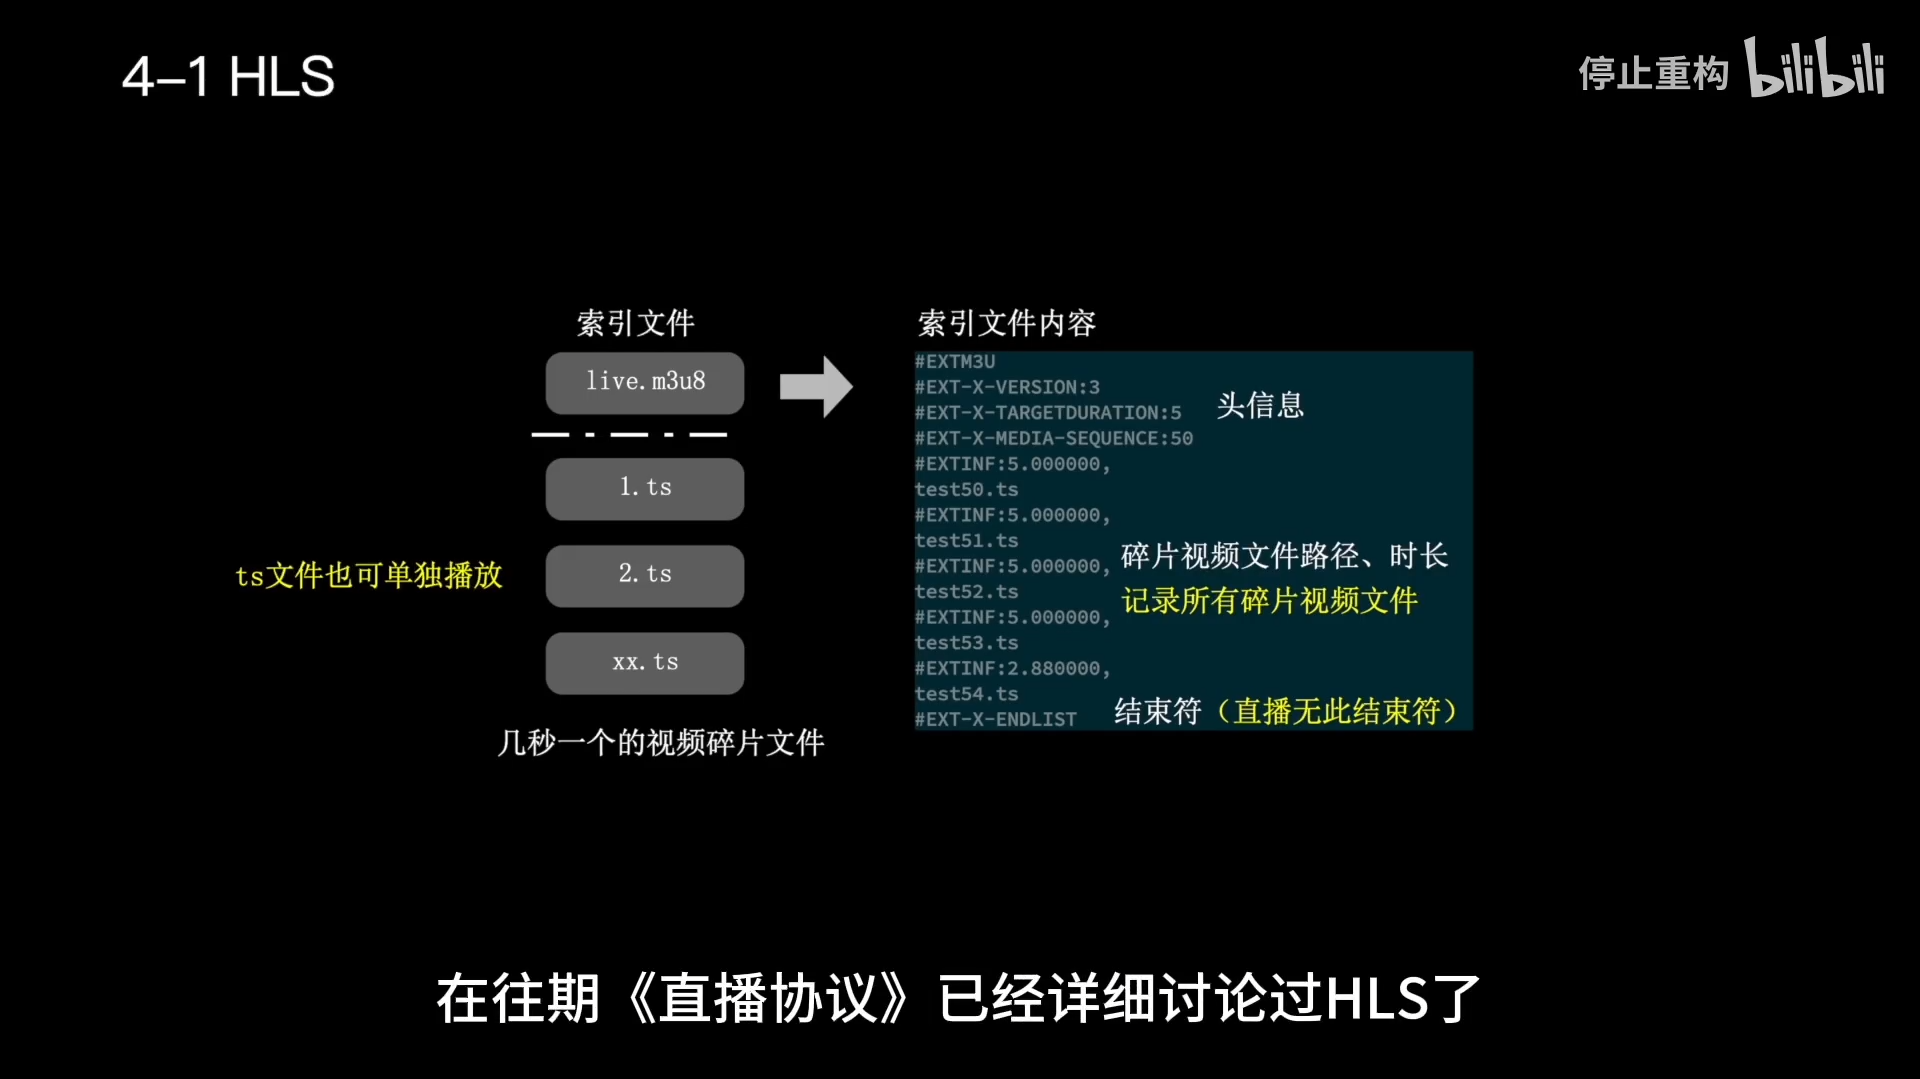 4-1 HLS
停止重构 bilibili
索引文件
live.m3u8
1.ts
2.ts
xx.ts
ts文件也可单独播放
几秒一个的视频碎片文件
索引文件内容
#EXTM3U
#EXT-X-VERSION:3
#EXT-X-TARGETDURATION:5
#EXT-X-MEDIA-SEQUENCE:50
头信息
#EXTINF:5.000000,
test50.ts
#EXTINF:5.000000,
test51.ts
#EXTINF:5.000000,
test52.ts
#EXTINF:5.000000,
test53.ts
#EXTINF:2.880000,
test54.ts
碎片视频文件路径、时长
记录所有碎片视频文件
#EXT-X-ENDLIST
结束符（直播无此结束符）
在往期《直播协议》已经详细讨论过HLS了